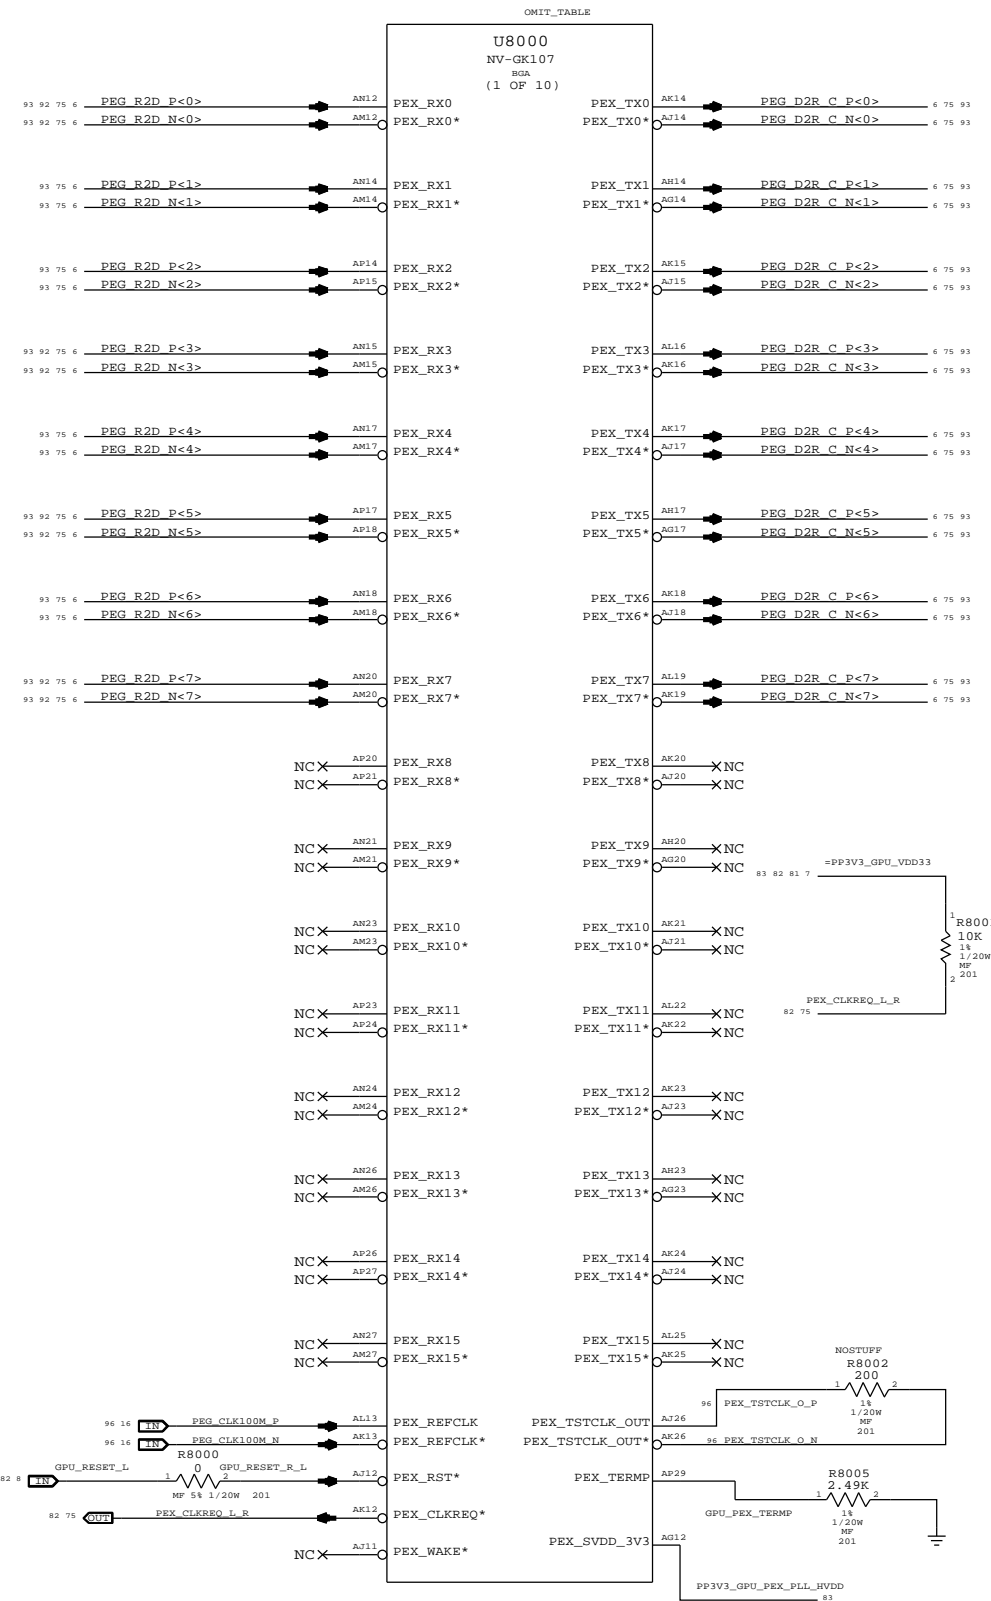 OMIT_TABLE
U8000
NV-GK107
BGA
(1 OF 10)
93 92 75 6 PEG_R2D_P<0> AN12 PEX_RX0 PEX_TX0 AK14 PEG_D2R_C_P<0> 6 75 93
93 92 75 6 PEG_R2D_N<0> AM12 PEX_RX0* PEX_TX0* AJ14 PEG_D2R_C_N<0> 6 75 93
93 75 6 PEG_R2D_P<1> AN14 PEX_RX1 PEX_TX1 AH14 PEG_D2R_C_P<1> 6 75 93
93 75 6 PEG_R2D_N<1> AM14 PEX_RX1* PEX_TX1* AG14 PEG_D2R_C_N<1> 6 75 93
93 75 6 PEG_R2D_P<2> AP14 PEX_RX2 PEX_TX2 AK15 PEG_D2R_C_P<2> 6 75 93
93 75 6 PEG_R2D_N<2> AP15 PEX_RX2* PEX_TX2* AJ15 PEG_D2R_C_N<2> 6 75 93
93 92 75 6 PEG_R2D_P<3> AN15 PEX_RX3 PEX_TX3 AL16 PEG_D2R_C_P<3> 6 75 93
93 92 75 6 PEG_R2D_N<3> AM15 PEX_RX3* PEX_TX3* AK16 PEG_D2R_C_N<3> 6 75 93
93 75 6 PEG_R2D_P<4> AN17 PEX_RX4 PEX_TX4 AK17 PEG_D2R_C_P<4> 6 75 93
93 75 6 PEG_R2D_N<4> AM17 PEX_RX4* PEX_TX4* AJ17 PEG_D2R_C_N<4> 6 75 93
93 92 75 6 PEG_R2D_P<5> AP17 PEX_RX5 PEX_TX5 AH17 PEG_D2R_C_P<5> 6 75 93
93 92 75 6 PEG_R2D_N<5> AP18 PEX_RX5* PEX_TX5* AG17 PEG_D2R_C_N<5> 6 75 93
93 75 6 PEG_R2D_P<6> AN18 PEX_RX6 PEX_TX6 AK18 PEG_D2R_C_P<6> 6 75 93
93 75 6 PEG_R2D_N<6> AM18 PEX_RX6* PEX_TX6* AJ18 PEG_D2R_C_N<6> 6 75 93
93 92 75 6 PEG_R2D_P<7> AN20 PEX_RX7 PEX_TX7 AL19 PEG_D2R_C_P<7> 6 75 93
93 92 75 6 PEG_R2D_N<7> AM20 PEX_RX7* PEX_TX7* AK19 PEG_D2R_C_N<7> 6 75 93
NC AP20 PEX_RX8 PEX_TX8 AK20 NC
NC AP21 PEX_RX8* PEX_TX8* AJ20 NC
NC AN21 PEX_RX9 PEX_TX9 AH20 NC
NC AM21 PEX_RX9* PEX_TX9* AG20 NC
=PP3V3_GPU_VDD33
83 82 81 7
NC AN23 PEX_RX10 PEX_TX10 AK21 NC
NC AM23 PEX_RX10* PEX_TX10* AJ21 NC
1
10K
1%
1/20W
MF
201
2
PEX_CLKREQ_L_R
82 75
NC AP23 PEX_RX11 PEX_TX11 AL22 NC
NC AP24 PEX_RX11* PEX_TX11* AK22 NC
NC AN24 PEX_RX12 PEX_TX12 AK23 NC
NC AM24 PEX_RX12* PEX_TX12* AJ23 NC
NC AN26 PEX_RX13 PEX_TX13 AH23 NC
NC AM26 PEX_RX13* PEX_TX13* AG23 NC
NC AP26 PEX_RX14 PEX_TX14 AK24 NC
NC AP27 PEX_RX14* PEX_TX14* AJ24 NC
NC AN27 PEX_RX15 PEX_TX15 AL25 NC
NC AM27 PEX_RX15* PEX_TX15* AK25 NC
NOSTUFF
R8002
200
1 2
1%
1/20W
MF
201
96 16 IN PEG_CLK100M_P AL13 PEX_REFCLK PEX_TSTCLK_OUT AJ26 96 PEX_TSTCLK_O_P
96 16 IN PEG_CLK100M_N AK13 PEX_REFCLK* PEX_TSTCLK_OUT* AK26 96 PEX_TSTCLK_O_N
R8000
0
82 8 IN GPU_RESET_L 1 2 GPU_RESET_R_L AJ12 PEX_RST* PEX_TERMP AP29
MF 5% 1/20W 201
R8005
2.49K
1 2
GPU_PEX_TERMP
1%
1/20W
MF
201
82 75 OUT PEX_CLKREQ_L_R AK12 PEX_CLKREQ*
PEX_SVDD_3V3 AG12
NC AJ11 PEX_WAKE*
PP3V3_GPU_PEX_PLL_HVDD
83